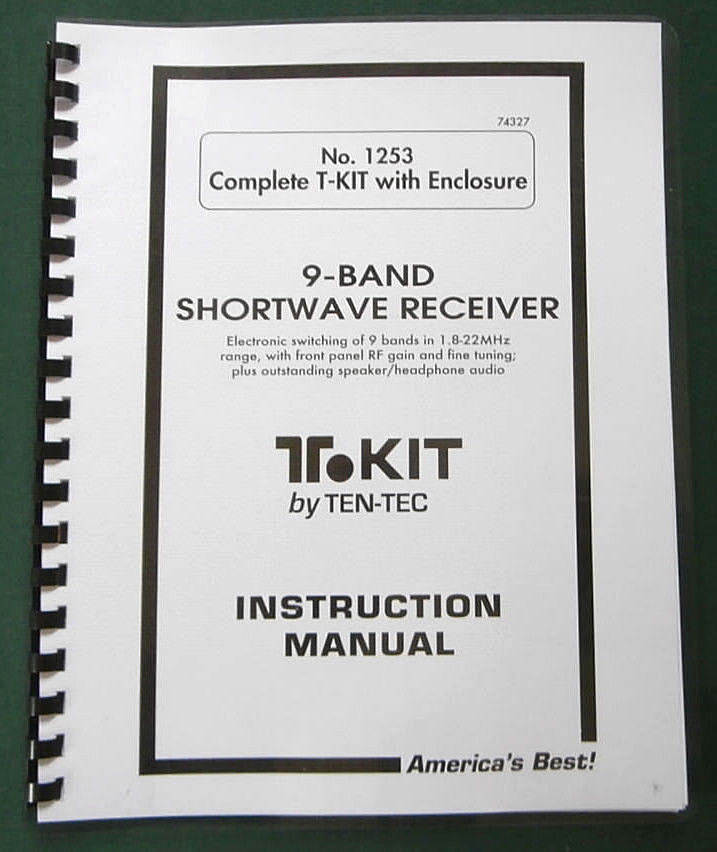 74327
No. 1253
Complete T-KIT with Enclosure
9-BAND
SHORTWAVE RECEIVER
Electronic switching of 9 bands in 1.8-22MHz
range, with front panel RF gain and fine tuning;
plus outstanding speaker/headphone audio
T•KIT
by TEN-TEC
INSTRUCTION
MANUAL
America's Best!